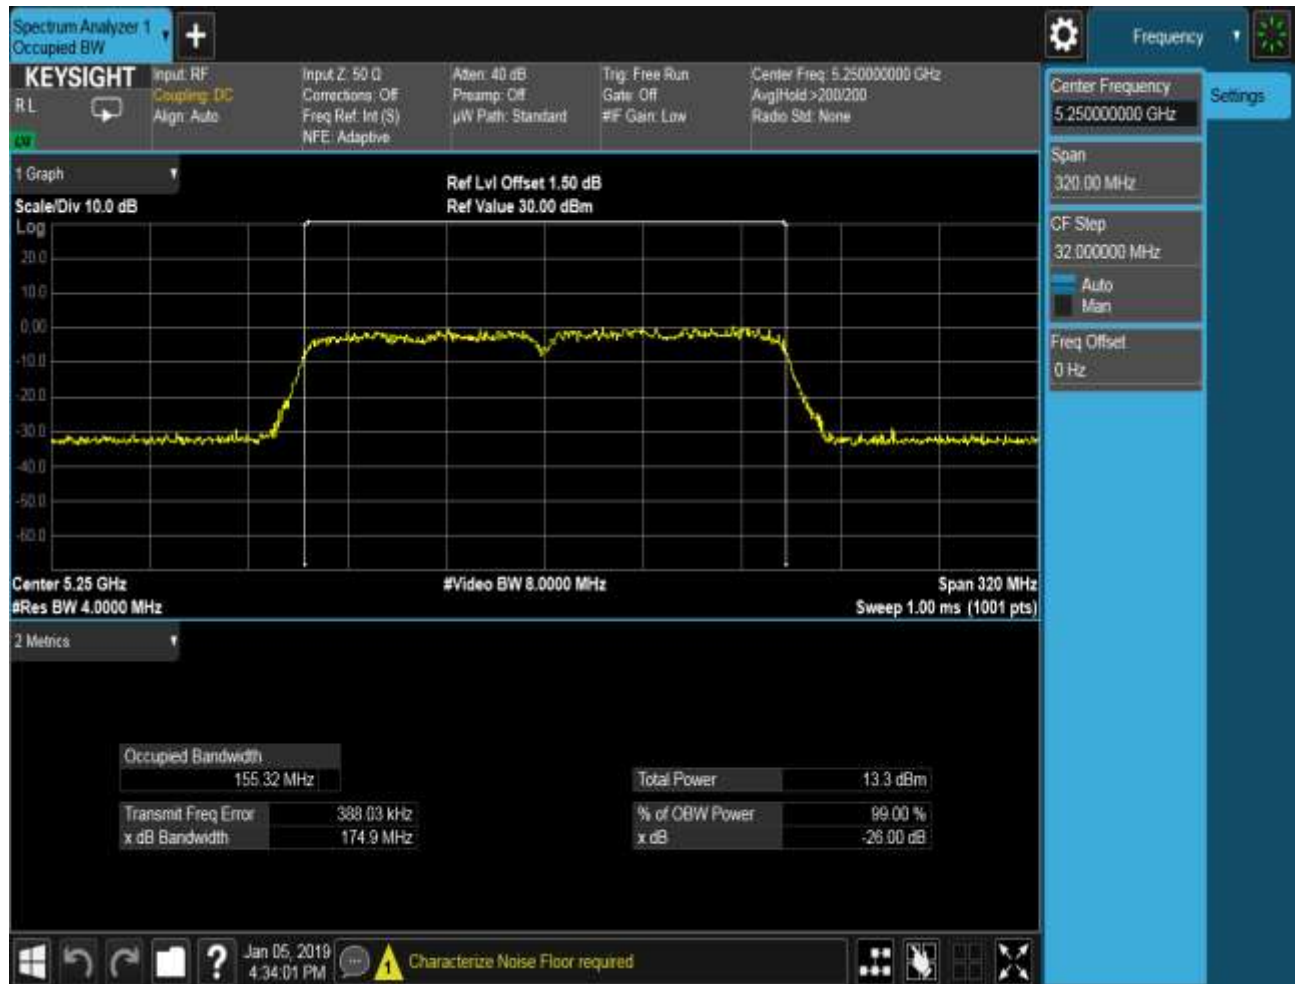 Spectrum Analyzer 1
Occupied BW
Frequency
KEYSIGHT
R L
Input: RF
Coupling: DC
Align: Auto
Input Z: 50 Ω
Corrections: Off
Freq Ref: Int (S)
NFE: Adaptive
Atten: 40 dB
Preamp: Off
µW Path: Standard
Trig: Free Run
Gate: Off
#IF Gain: Low
Center Freq: 5.250000000 GHz
Avg|Hold:>200/200
Radio Std: None
Center Frequency
5.250000000 GHz
Settings
Span
320.00 MHz
CF Step
32.000000 MHz
Auto
Man
Freq Offset
0 Hz
1 Graph
Scale/Div 10.0 dB
Ref Lvl Offset 1.50 dB
Ref Value 30.00 dBm
Log
20.0
10.0
0.00
-10.0
-20.0
-30.0
-40.0
-50.0
-60.0
Center 5.25 GHz
#Video BW 8.0000 MHz
Span 320 MHz
#Res BW 4.0000 MHz
Sweep 1.00 ms (1001 pts)
2 Metrics
Occupied Bandwidth
155.32 MHz
Total Power 13.3 dBm
Transmit Freq Error 388.03 kHz
% of OBW Power 99.00 %
x dB Bandwidth 174.9 MHz
x dB -26.00 dB
?
Jan 05, 2019
4:34:01 PM
1
Characterize Noise Floor required